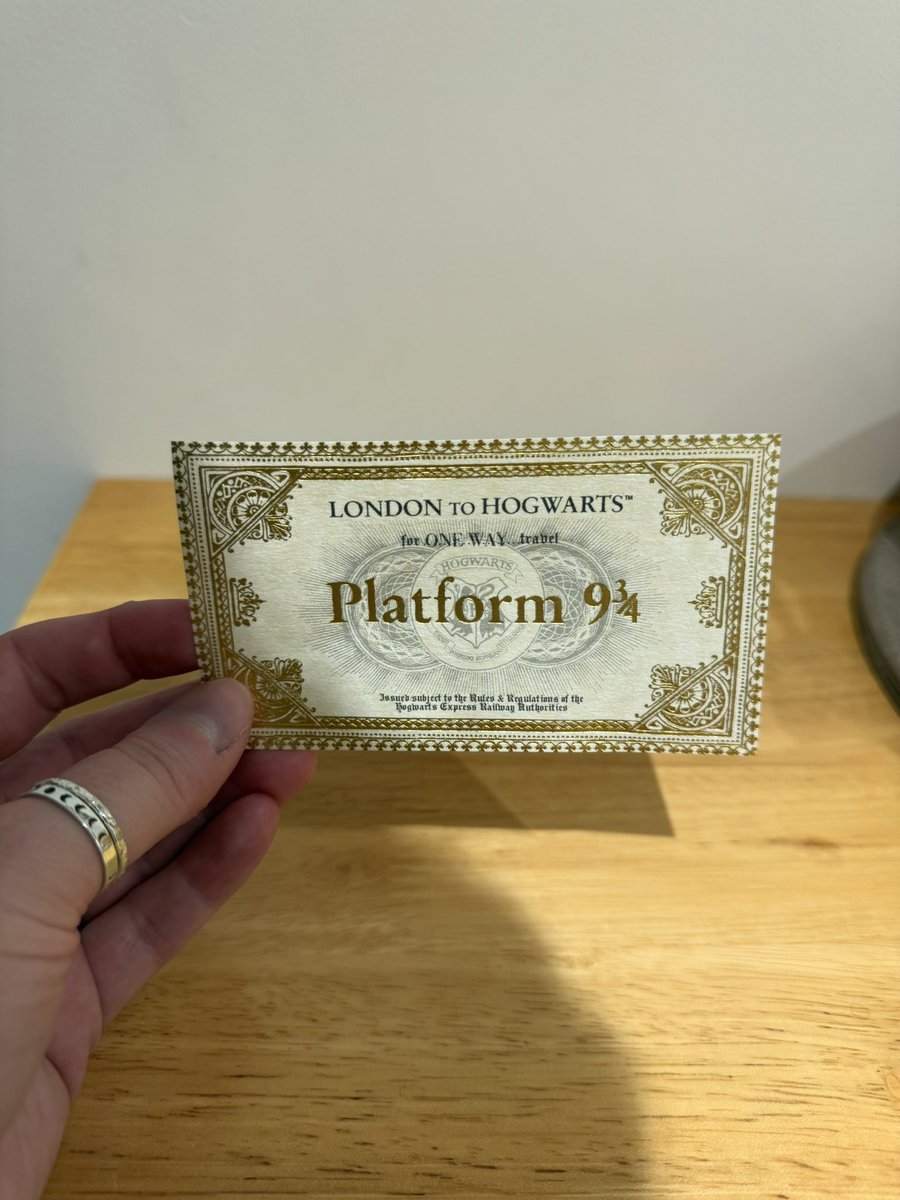 LONDON TO HOGWARTS™
for ONE WAY...travel
HOGWARTS
Platform 9¾
Issued subject to the Rules & Regulations of the
Hogwarts Express Railway Authorities